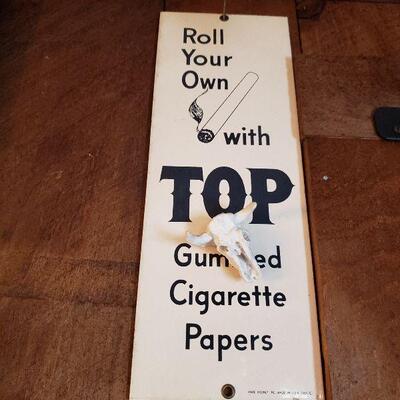 Roll
Your
Own
with
TOP
Gummed
Cigarette
Papers